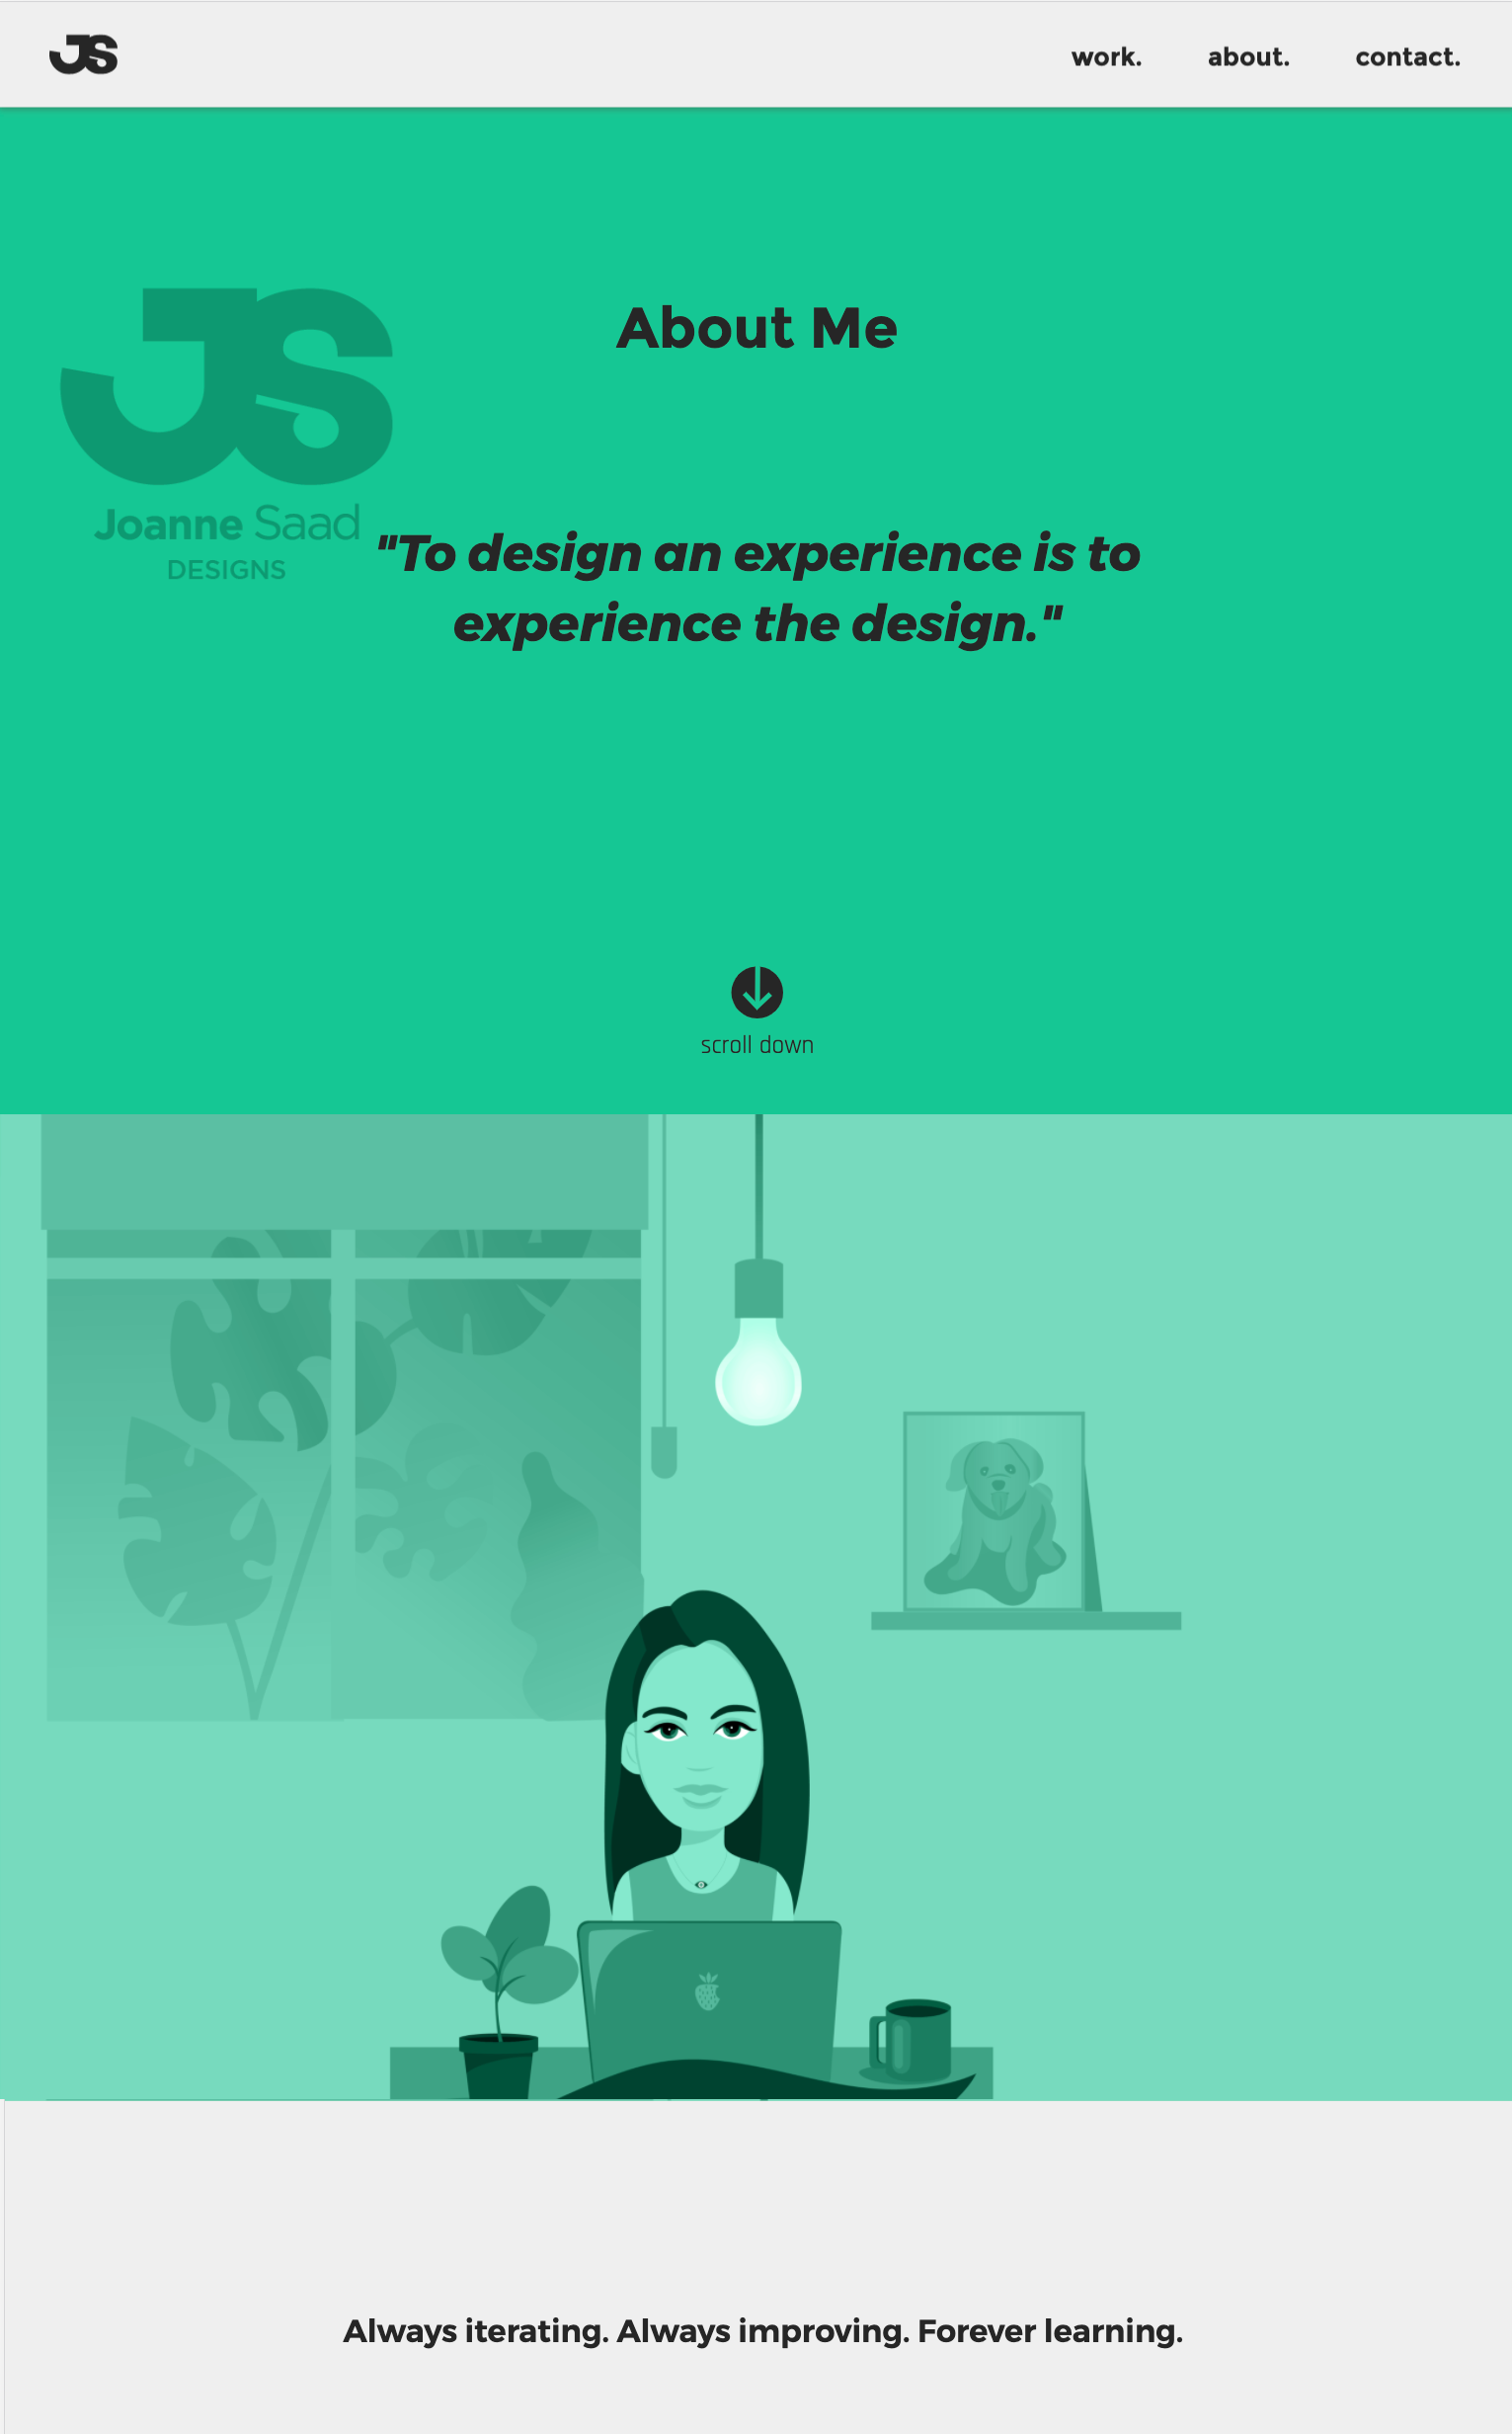 JS
work. about. contact.
JS
Joanne Saad
DESIGNS
About Me
"To design an experience is to
experience the design."
scroll down
Always iterating. Always improving. Forever learning.